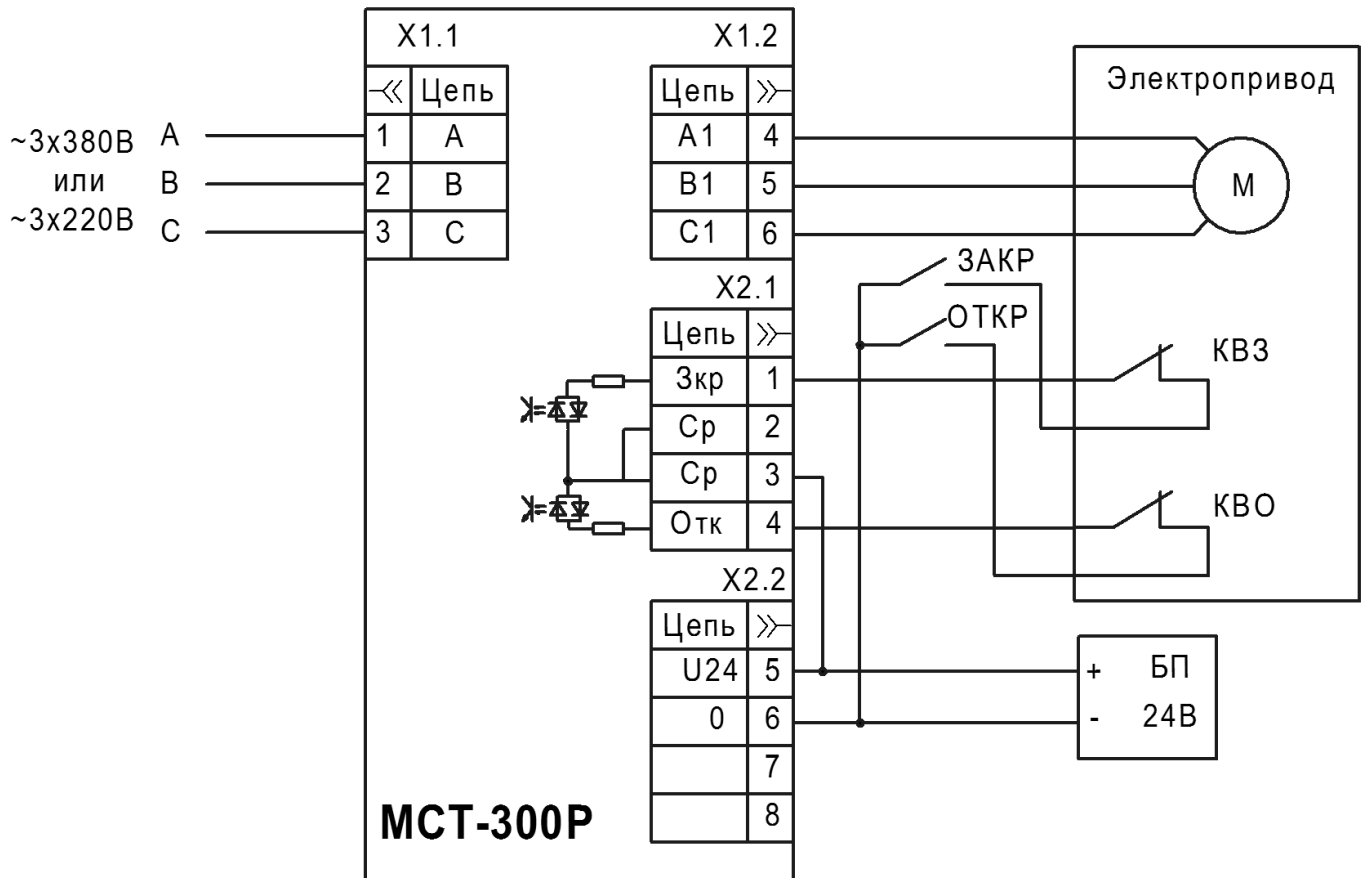 X1.1
X1.2
Цепь
1 A
2 B
3 C
~3х380В
или
~3х220В
A
B
C
Цепь
A1 4
B1 5
C1 6
Электропривод
М
ЗАКР
ОТКР
X2.1
Цепь
Зкр 1
Ср 2
Ср 3
Отк 4
КВЗ
КВО
X2.2
Цепь
U24 5
0 6
7
8
+ БП
- 24В
МСТ-300Р